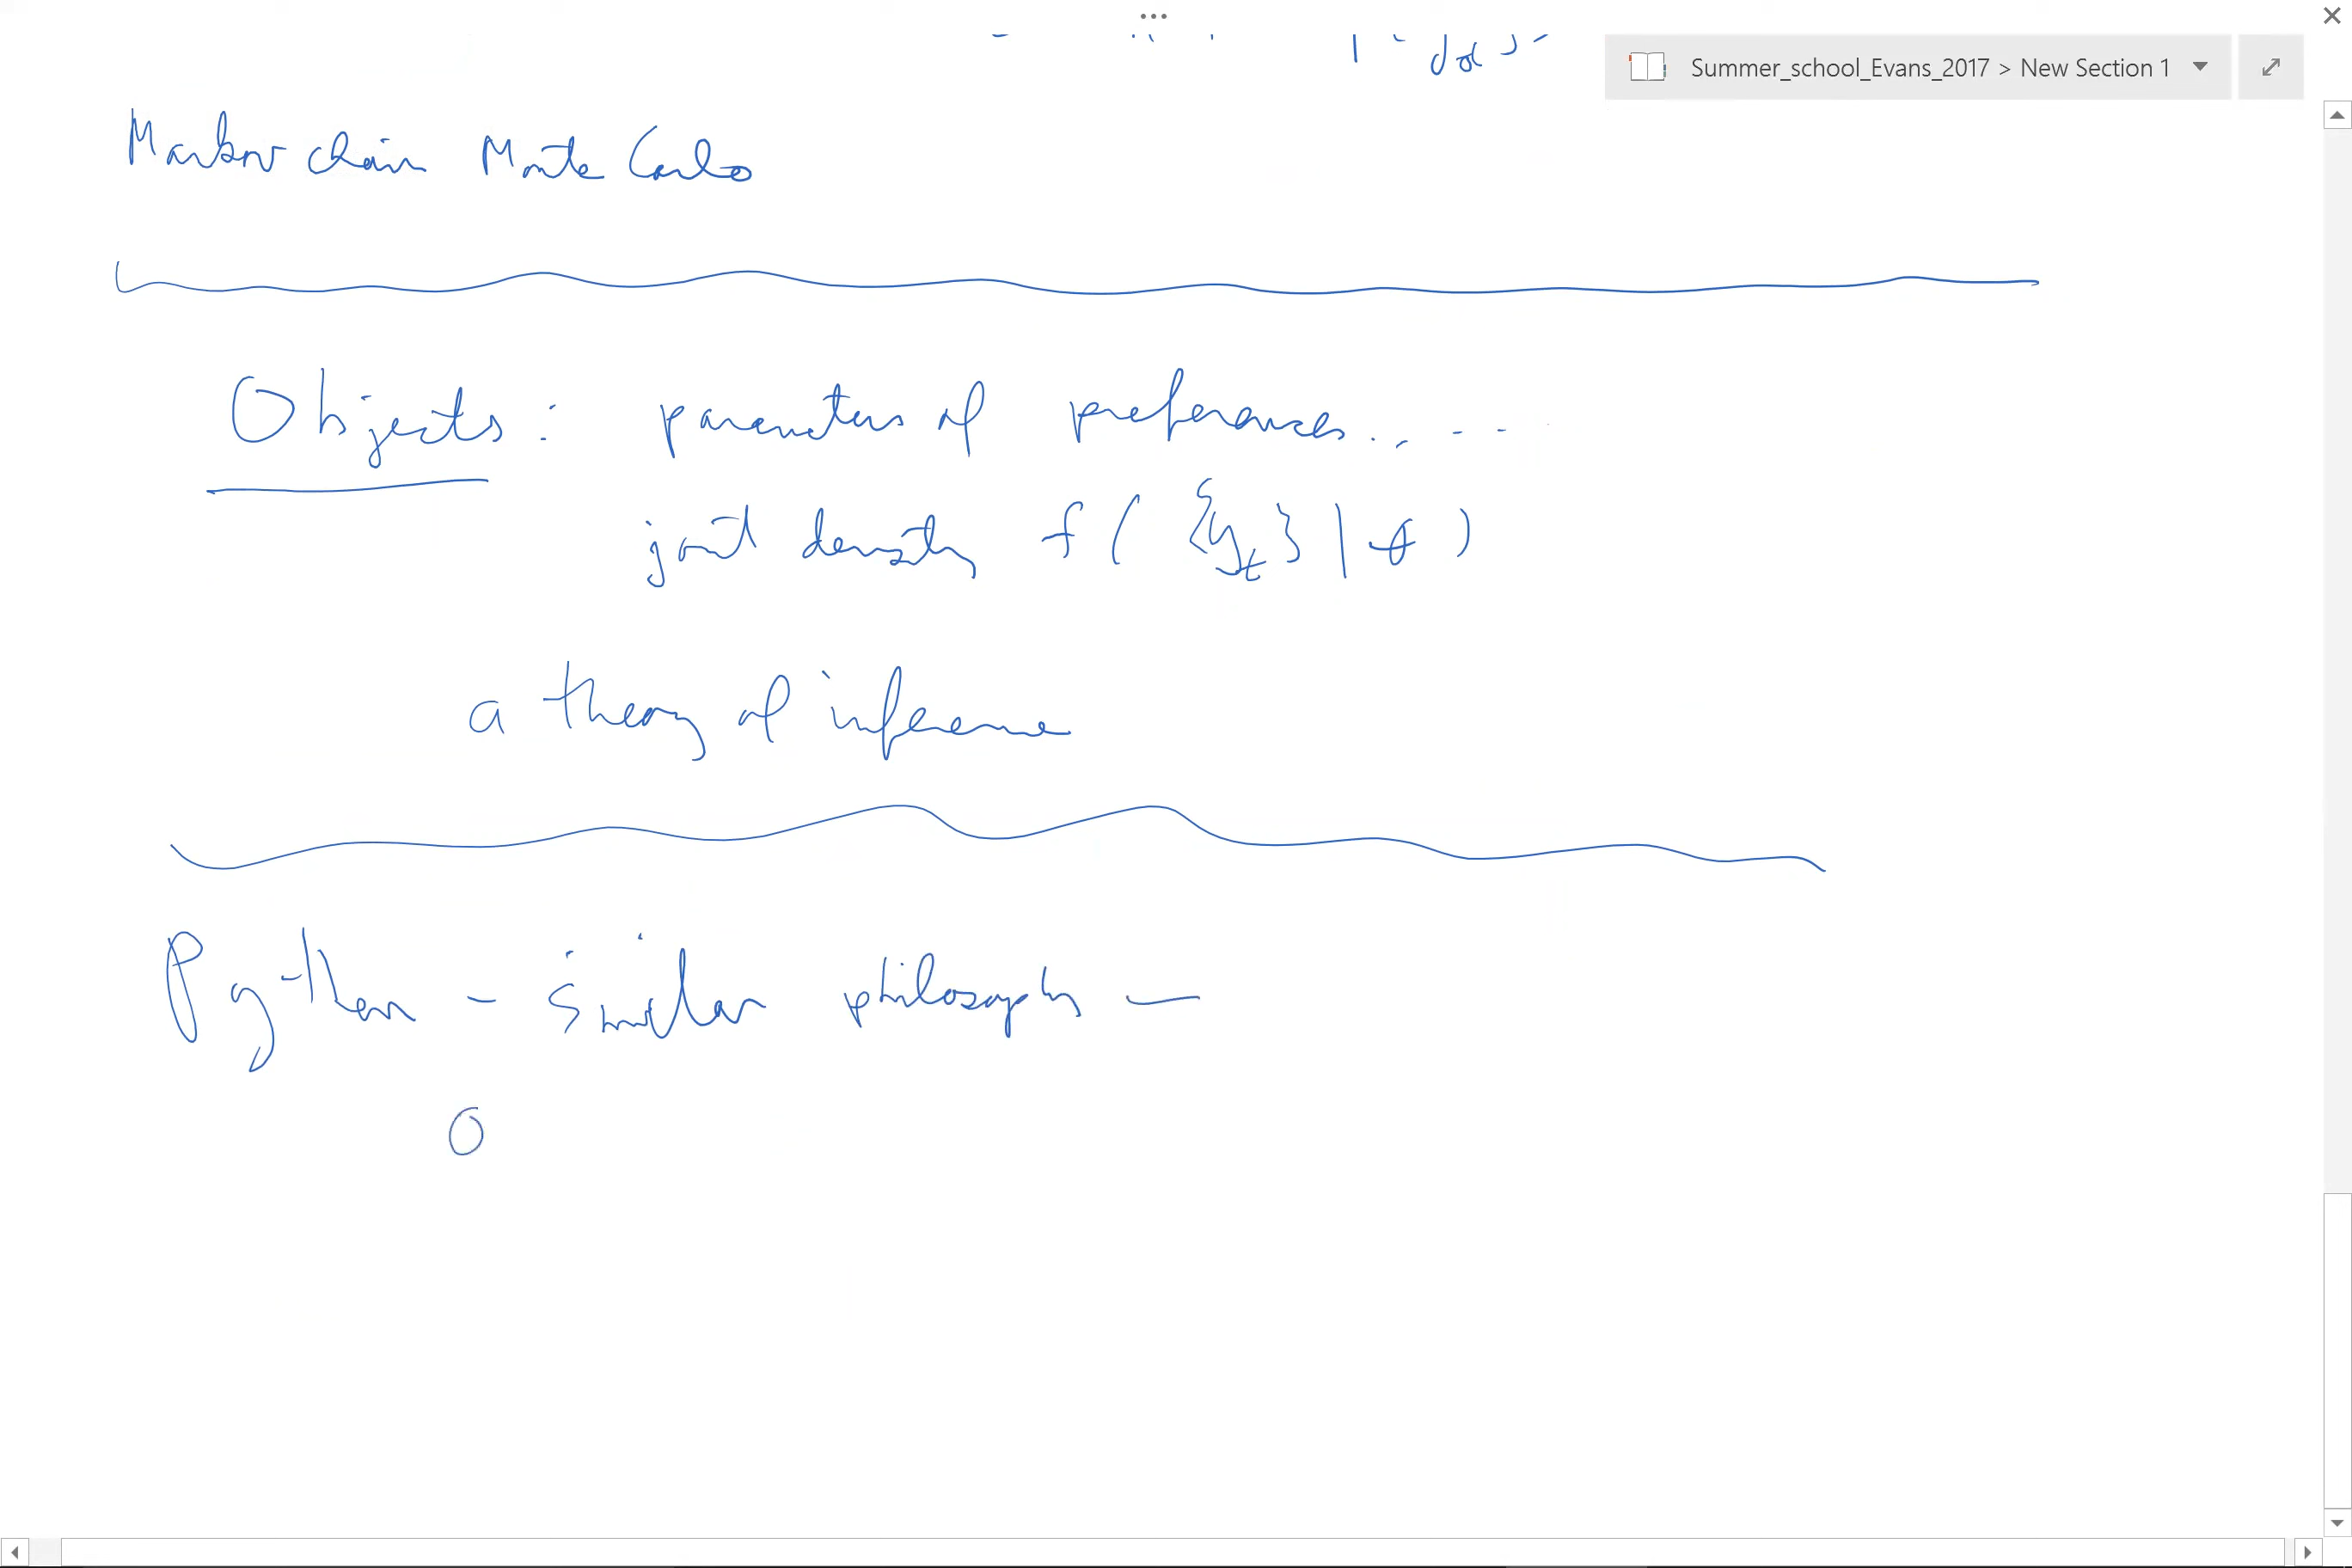 Summer_school_Evans_2017 > New Section 1
Markov chain Monte Carlo
Objects : parameters of preferences . . - -
joint density f ( {y_t} | θ )
a theory of inference
Python - similar philosophy —
O